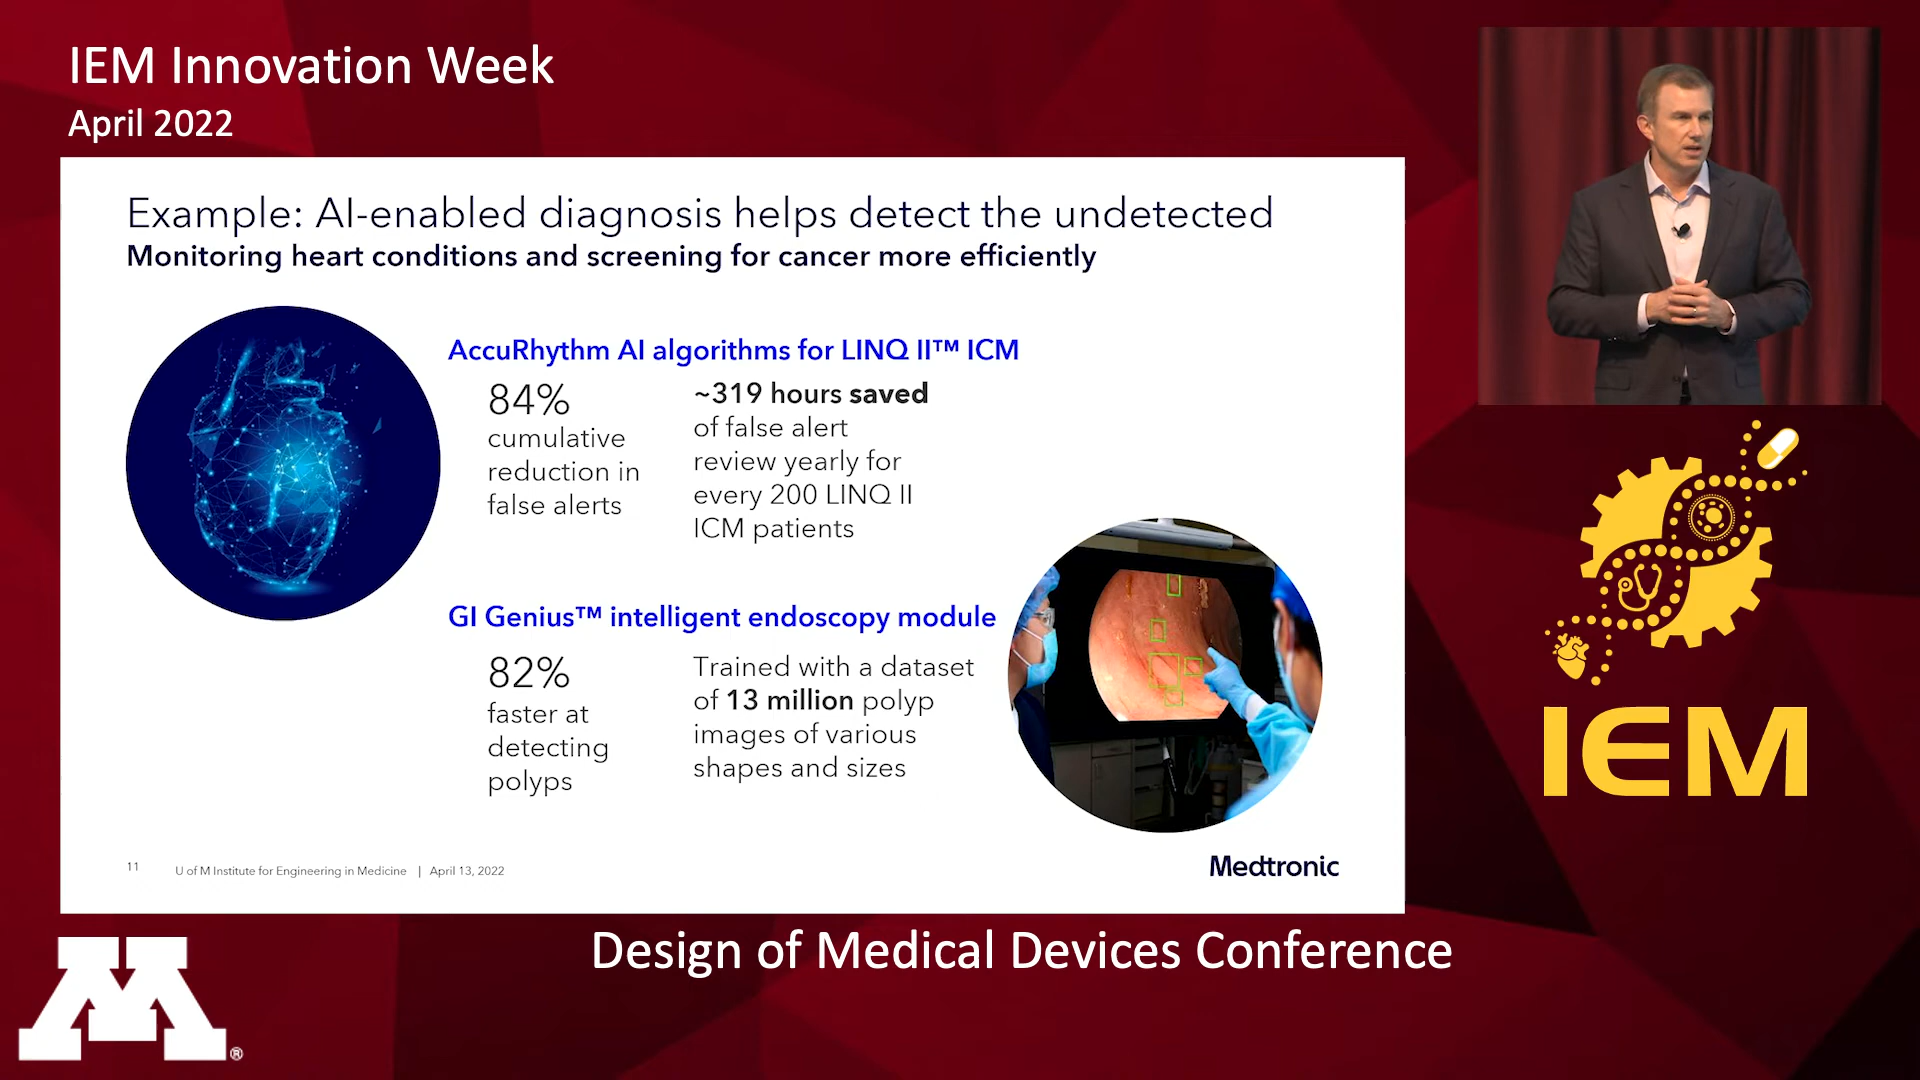 IEM Innovation Week
April 2022
Example: AI-enabled diagnosis helps detect the undetected
Monitoring heart conditions and screening for cancer more efficiently
AccuRhythm AI algorithms for LINQ II™ ICM
84%
cumulative
reduction in
false alerts
~319 hours saved
of false alert
review yearly for
every 200 LINQ II
ICM patients
GI Genius™ intelligent endoscopy module
82%
faster at
detecting
polyps
Trained with a dataset
of 13 million polyp
images of various
shapes and sizes
11 U of M Institute for Engineering in Medicine | April 13, 2022
Medtronic
IEM
Design of Medical Devices Conference
M®